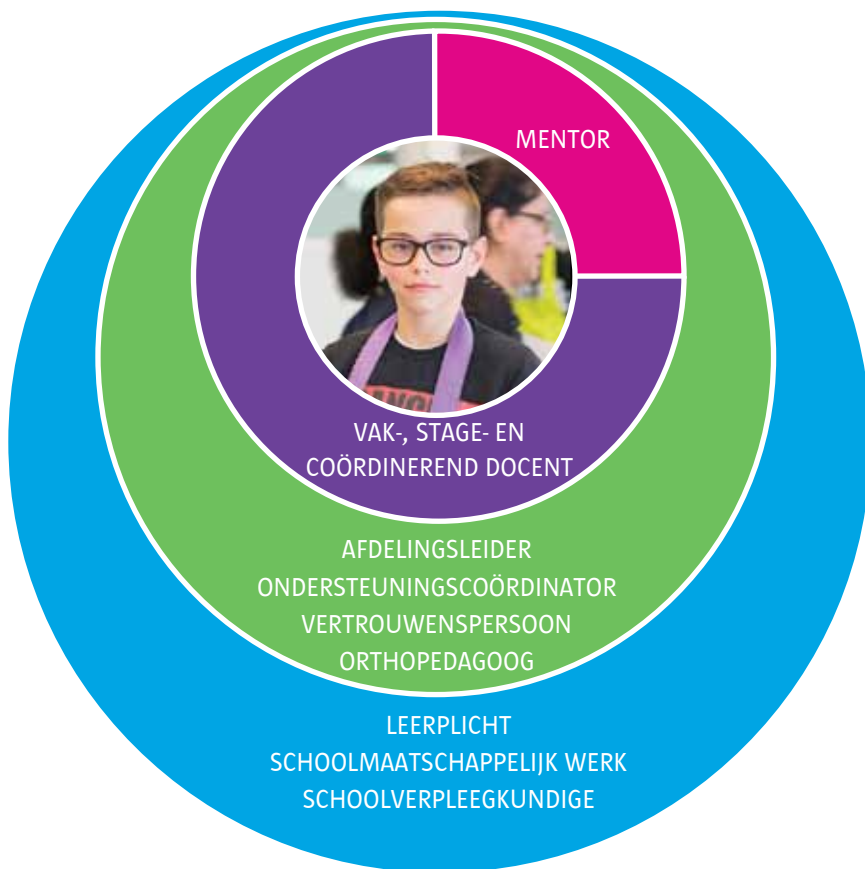 MENTOR
VAK-, STAGE- EN
COÖRDINEREND DOCENT
AFDELINGSLEIDER
ONDERSTEUNINGSCOÖRDINATOR
VERTROUWENSPERSOON
ORTHOPEDAGOOG
LEERPLICHT
SCHOOLMAATSCHAPPELIJK WERK
SCHOOLVERPLEEGKUNDIGE